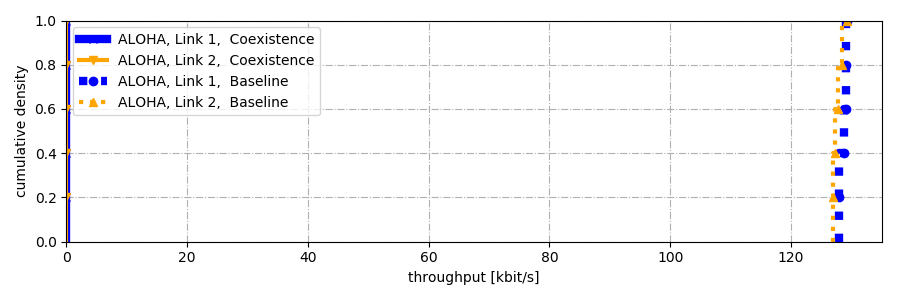 1.0
0.8
0.6
0.4
0.2
0.0
cumulative density
ALOHA, Link 1,  Coexistence
ALOHA, Link 2,  Coexistence
ALOHA, Link 1,  Baseline
ALOHA, Link 2,  Baseline
0 20 40 60 80 100 120
throughput [kbit/s]